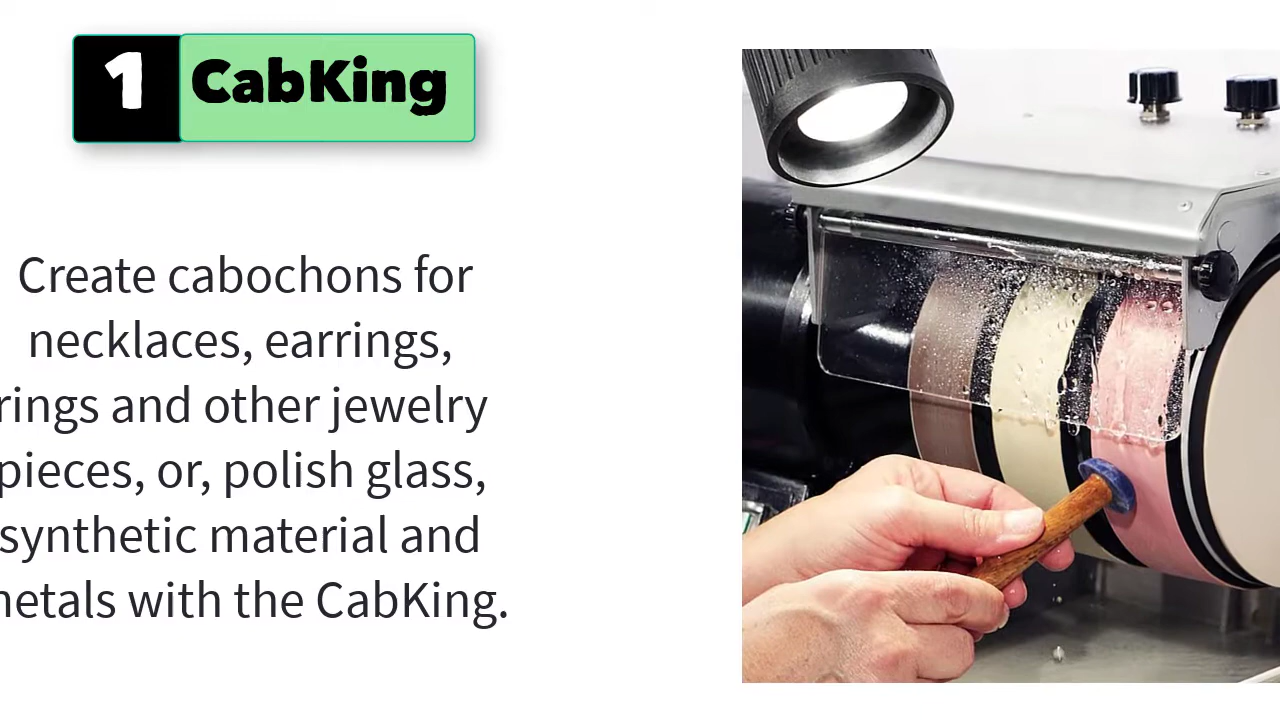 1 CabKing
Create cabochons for
necklaces, earrings,
rings and other jewelry
pieces, or, polish glass,
synthetic material and
metals with the CabKing.